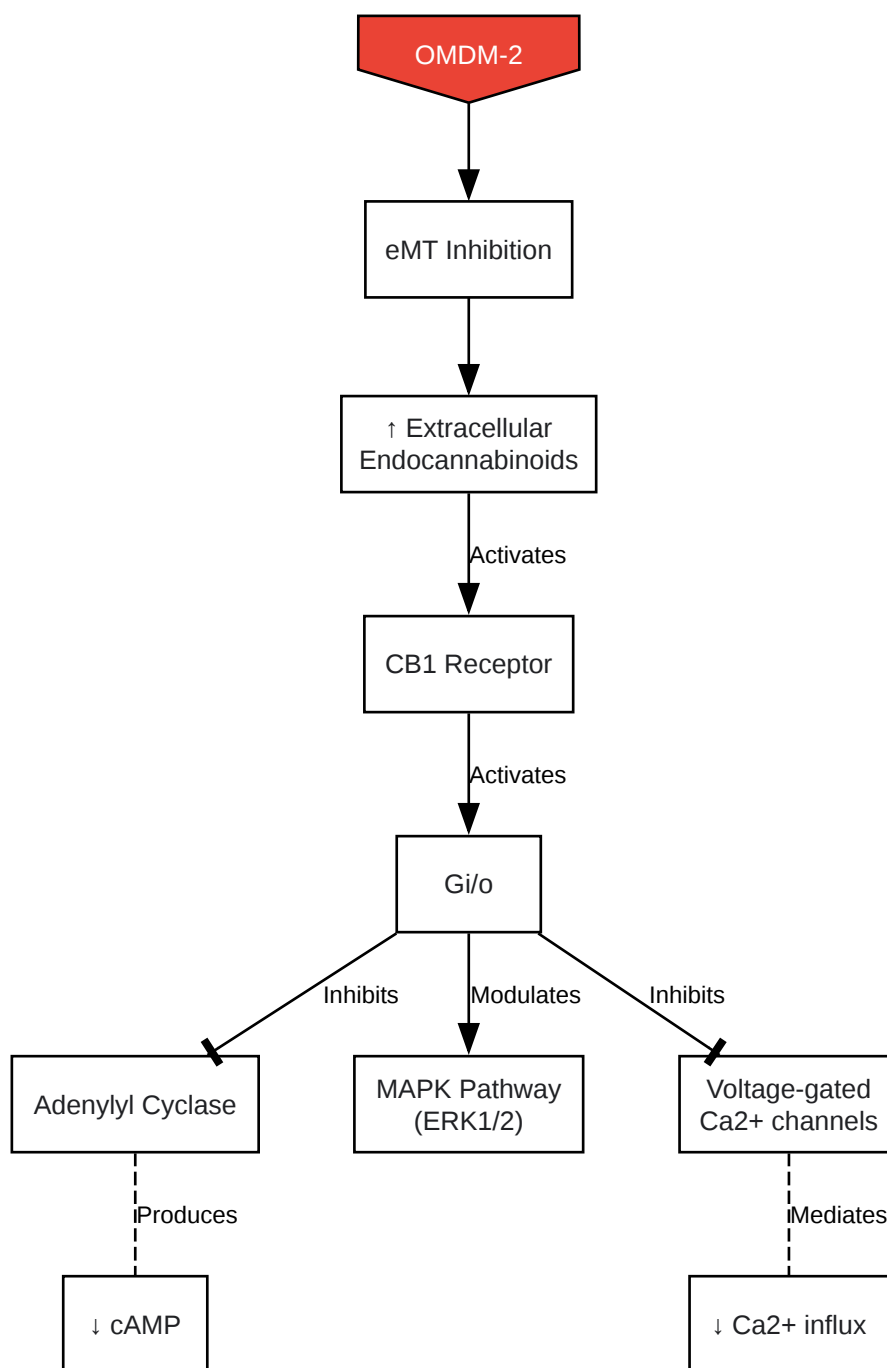 OMDM-2
eMT Inhibition
↑ Extracellular
Endocannabinoids
Activates
CB1 Receptor
Activates
Gi/o
Inhibits
Modulates
Inhibits
Adenylyl Cyclase
MAPK Pathway
(ERK1/2)
Voltage-gated
Ca2+ channels
Produces
Mediates
↓ cAMP
↓ Ca2+ influx